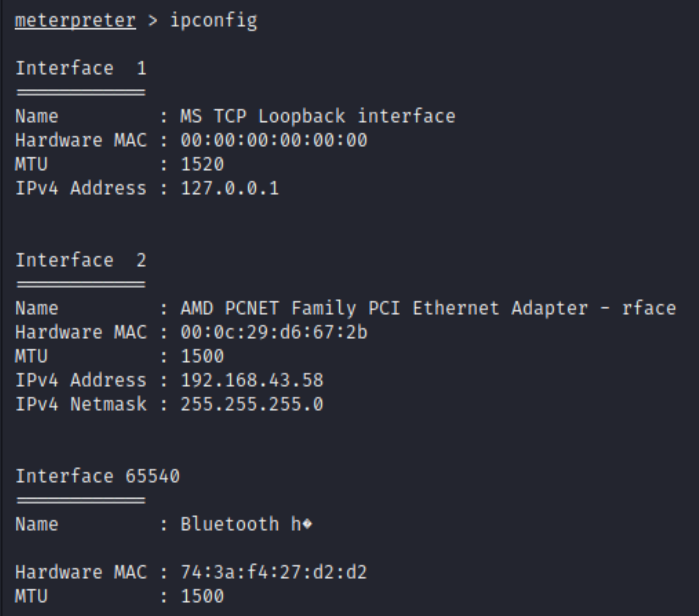 meterpreter > ipconfig
Interface  1
============
Name         : MS TCP Loopback interface
Hardware MAC : 00:00:00:00:00:00
MTU          : 1520
IPv4 Address : 127.0.0.1
Interface  2
============
Name         : AMD PCNET Family PCI Ethernet Adapter - rface
Hardware MAC : 00:0c:29:d6:67:2b
MTU          : 1500
IPv4 Address : 192.168.43.58
IPv4 Netmask : 255.255.255.0
Interface 65540
============
Name         : Bluetooth h�
Hardware MAC : 74:3a:f4:27:d2:d2
MTU          : 1500